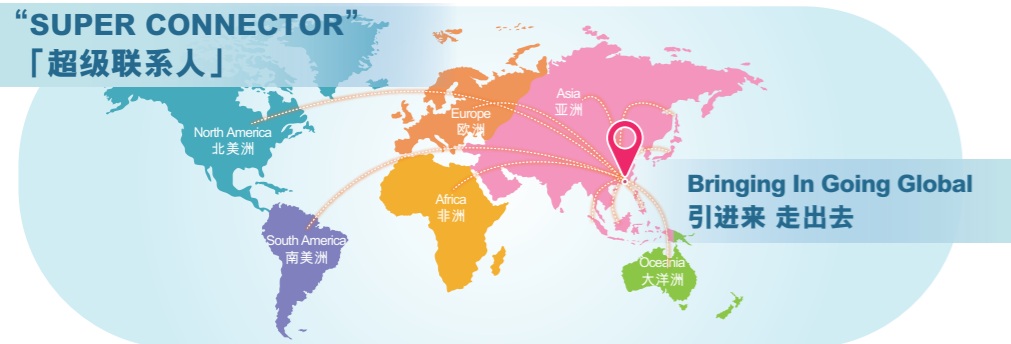 “SUPER CONNECTOR”
「超级联系人」
Asia
亚洲
Europe
欧洲
North America
北美洲
Bringing In Going Global
引进来 走出去
Africa
非洲
South America
南美洲
Oceania
大洋洲